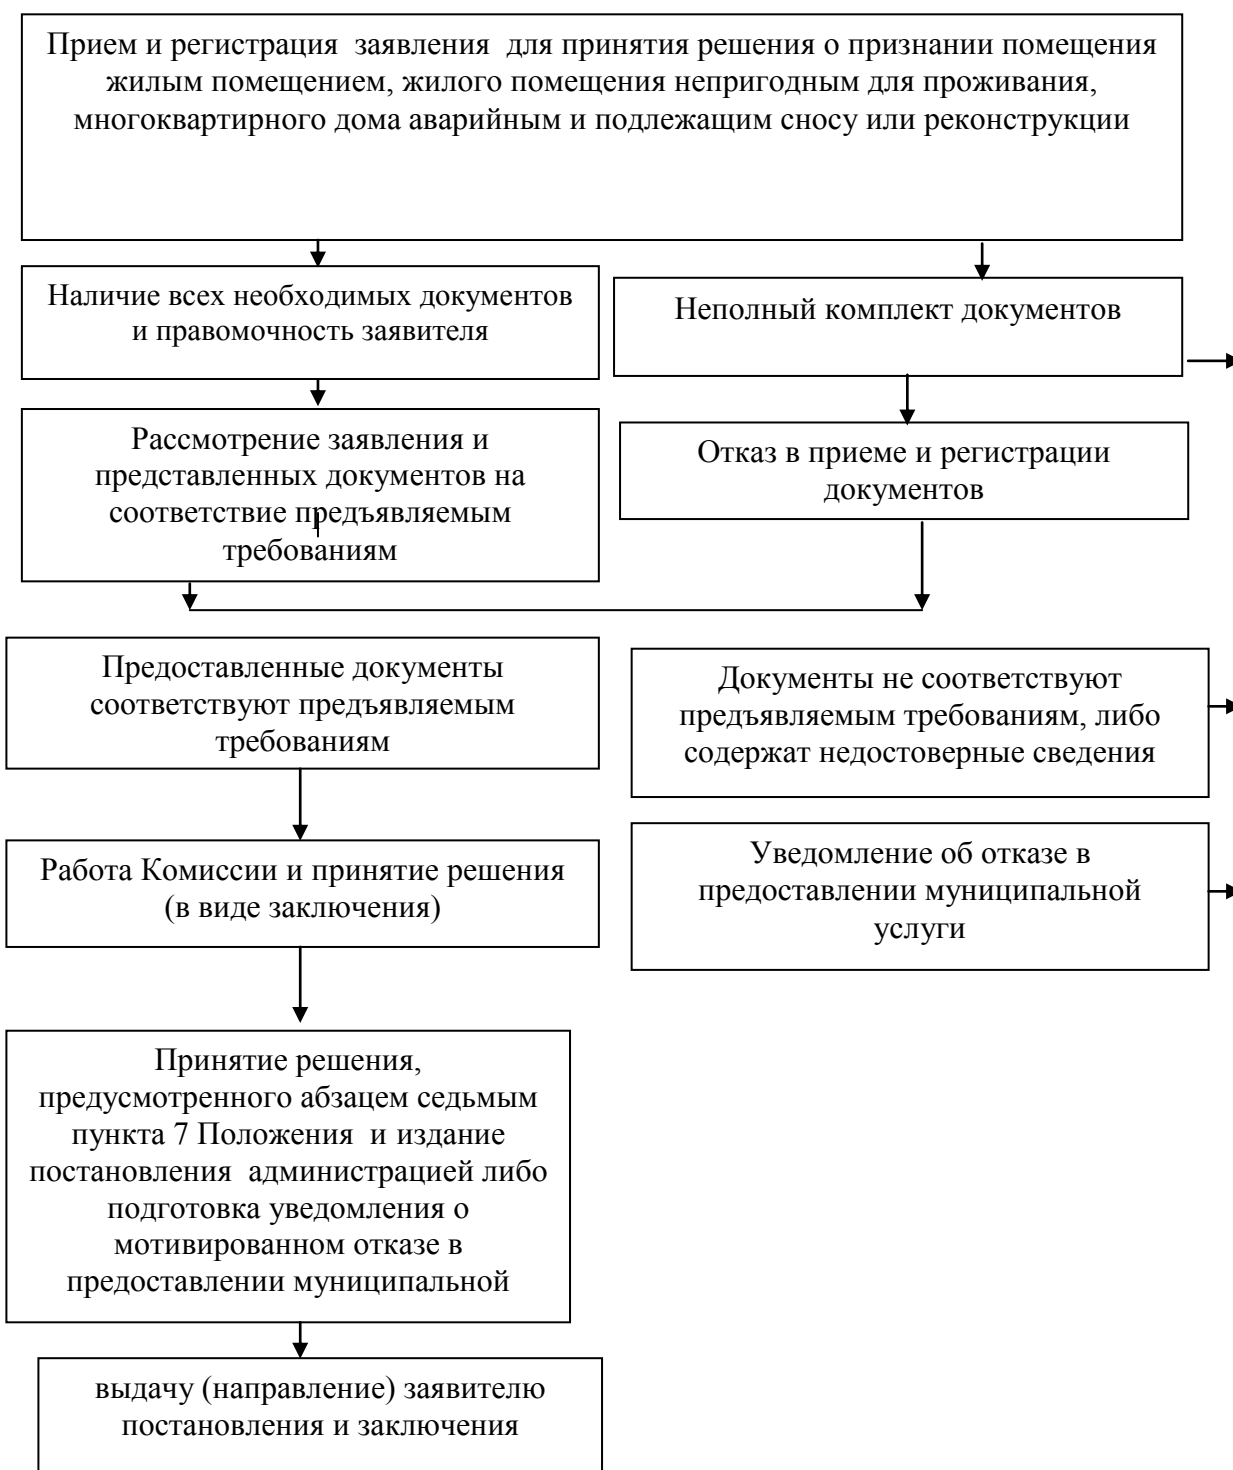 Прием и регистрация заявления для принятия решения о признании помещения
жилым помещением, жилого помещения непригодным для проживания,
многоквартирного дома аварийным и подлежащим сносу или реконструкции
Наличие всех необходимых документов
и правомочность заявителя
Неполный комплект документов
Рассмотрение заявления и
представленных документов на
соответствие предъявляемым
требованиям
Отказ в приеме и регистрации
документов
Предоставленные документы
соответствуют предъявляемым
требованиям
Документы не соответствуют
предъявляемым требованиям, либо
содержат недостоверные сведения
Работа Комиссии и принятие решения
(в виде заключения)
Уведомление об отказе в
предоставлении муниципальной
услуги
Принятие решения,
предусмотренного абзацем седьмым
пункта 7 Положения и издание
постановления администрацией либо
подготовка уведомления о
мотивированном отказе в
предоставлении муниципальной
выдачу (направление) заявителю
постановления и заключения